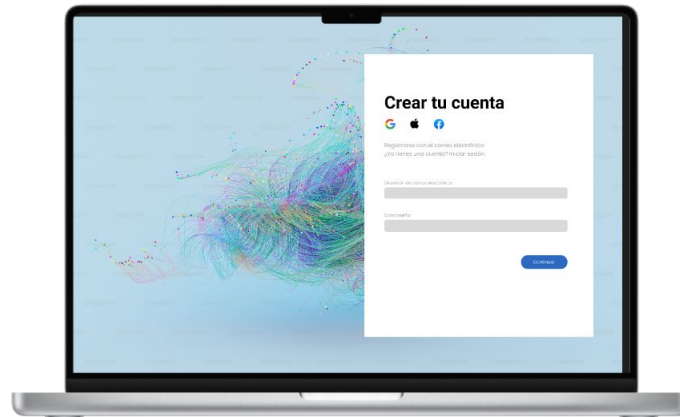 Crear tu cuenta
Registrarse con el correo electrónico
¿Ya tienes una cuenta? Iniciar sesión
Dirección de correo electrónico
Contraseña
Continuar